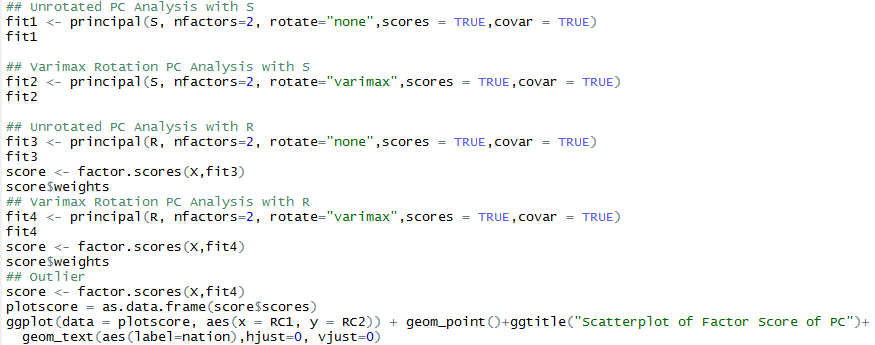 ## Unrotated PC Analysis with S
fit1 <- principal(S, nfactors=2, rotate="none",scores = TRUE,covar = TRUE)
fit1
## Varimax Rotation PC Analysis with S
fit2 <- principal(S, nfactors=2, rotate="varimax",scores = TRUE,covar = TRUE)
fit2
## Unrotated PC Analysis with R
fit3 <- principal(R, nfactors=2, rotate="none",scores = TRUE,covar = TRUE)
fit3
score <- factor.scores(X,fit3)
score$weights
## Varimax Rotation PC Analysis with R
fit4 <- principal(R, nfactors=2, rotate="varimax",scores = TRUE,covar = TRUE)
fit4
score <- factor.scores(X,fit4)
score$weights
## Outlier
score <- factor.scores(X,fit4)
plotscore = as.data.frame(score$scores)
ggplot(data = plotscore, aes(x = RC1, y = RC2)) + geom_point()+ggtitle("Scatterplot of Factor Score of PC")+
  geom_text(aes(label=nation),hjust=0, vjust=0)